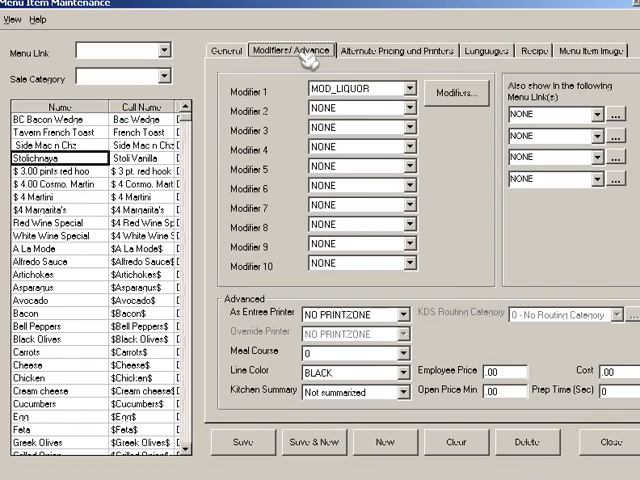 Menu Item Maintenance
View Help
General Modifiers/ Advance Alternate Pricing and Printers Languages Recipe Menu Item Image
Menu Link
Sale Category
Name Call Name
BC Bacon Wedge Bac Wedge
Tavern French Toast French Toast
Side Mac n Chz Side Mac n Chz
Stolichnaya Stoli Vanilla
$ 3.00 pints red hoo $ 3 pt. red hook
$ 4.00 Cosmo. Martin $ 4 Cosmo. Mart
$ 4 Martini $ 4 Martini
$4 Margarita's $ 4 Margarita's
Red Wine Special Red Wine Special
White Wine Special White Wine Special
A La Mode $A La Mode$
Alfredo Sauce $Alfredo Sauce$
Artichokes $Artichokes$
Asparagus $Asparagus$
Avocado $Avocado$
Bacon $Bacon$
Bell Peppers $Bell Peppers$
Black Olives $Black Olives$
Carrots $Carrots$
Cheese $Cheese$
Chicken $Chicken$
Cream cheese $Cream cheese$
Cucumbers $Cucumbers$
Egg $Egg$
Feta $Feta$
Greek Olives $Greek Olives$
Modifier 1 MOD_LIQUOR Modifiers...
Modifier 2 NONE
Modifier 3 NONE
Modifier 4 NONE
Modifier 5 NONE
Modifier 6 NONE
Modifier 7 NONE
Modifier 8 NONE
Modifier 9 NONE
Modifier 10 NONE
Also show in the following
Menu Link(s)
NONE ...
NONE ...
NONE ...
NONE ...
Advanced
As Entree Printer NO PRINTZONE KDS Routing Category 0 - No Routing Category ...
Override Printer NO PRINTZONE
Meal Course 0
Line Color BLACK Employee Price .00 Cost .00
Kitchen Summary Not summarized Open Price Min .00 Prep Time (Sec) 0
Save Save & New New Clear Delete Close